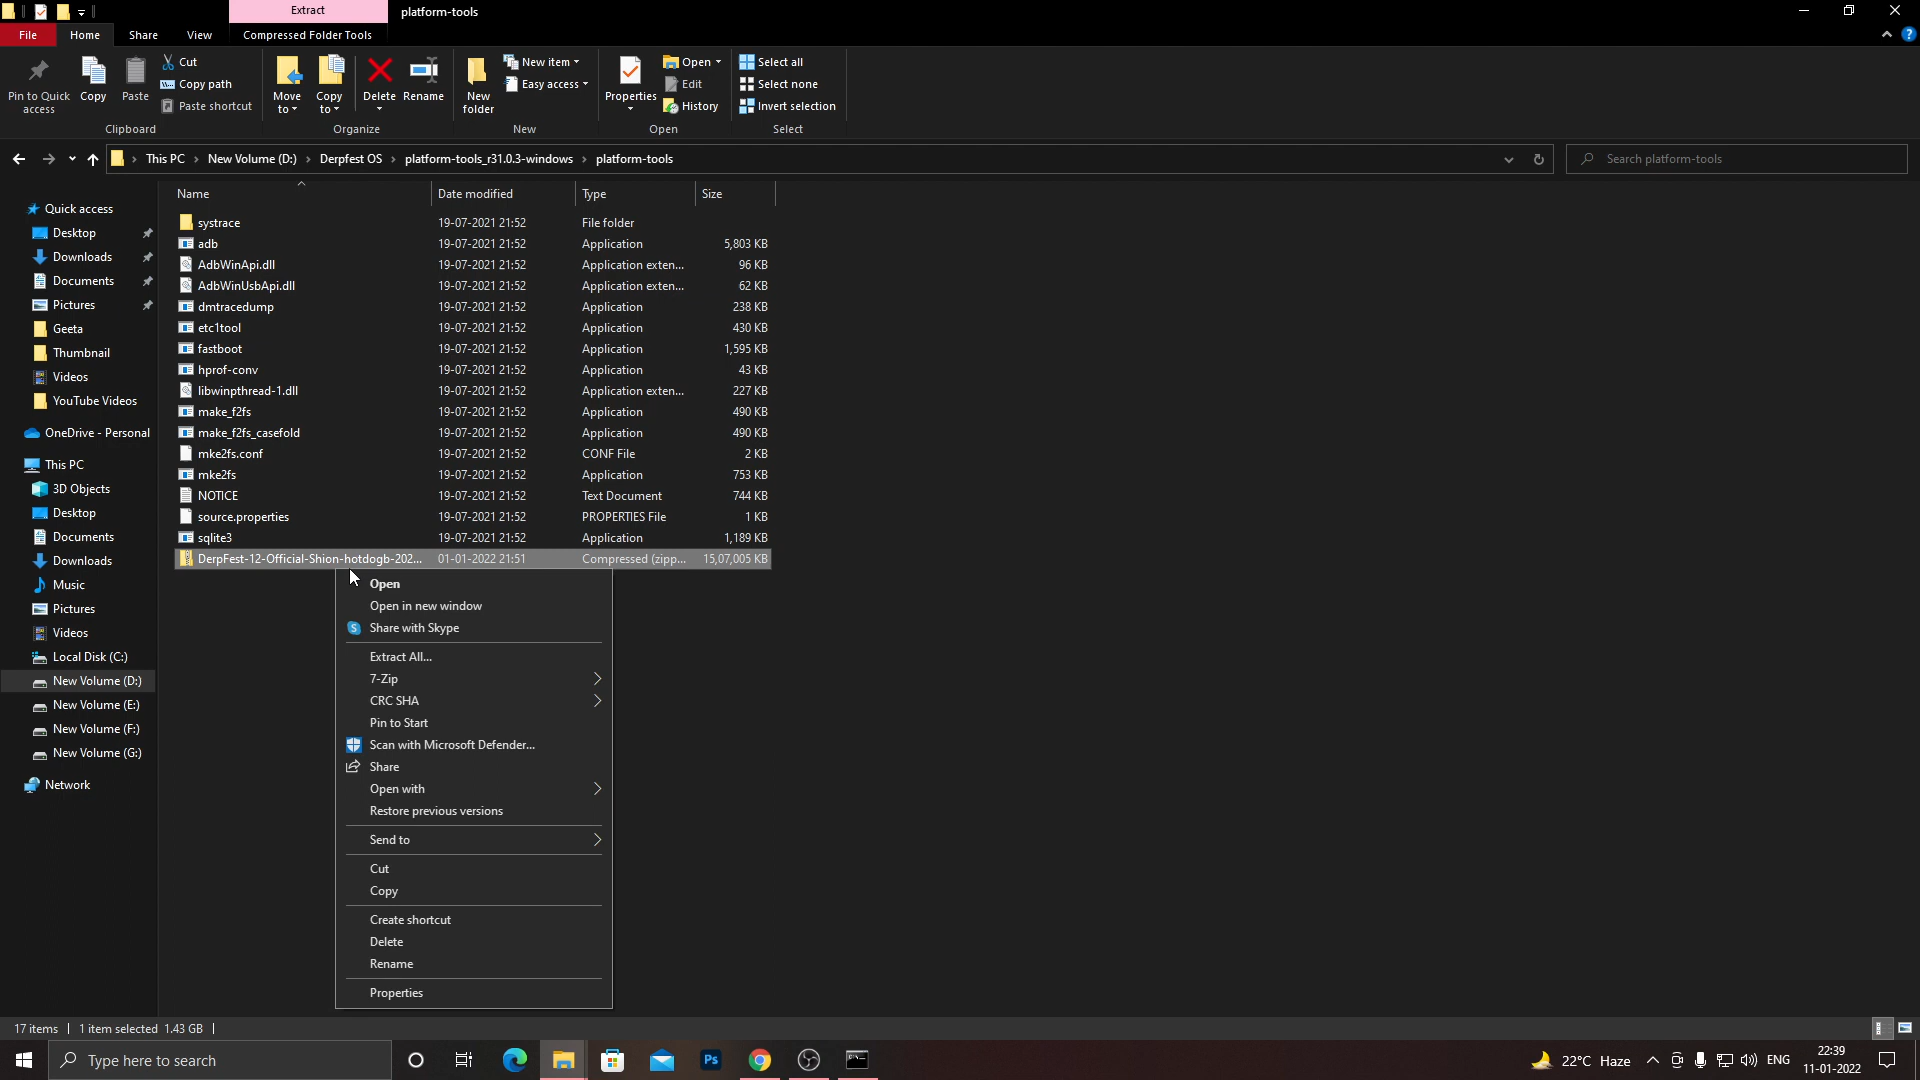 Extract
platform-tools
File
Home
Share
View
Compressed Folder Tools
Pin to Quick access
Copy
Paste
Cut
Copy path
Paste shortcut
Clipboard
Move to
Copy to
Delete
Rename
Organize
New folder
New item
Easy access
New
Properties
Open
Edit
History
Open
Select all
Select none
Invert selection
Select
This PC › New Volume (D:) › Derpfest OS › platform-tools_r31.0.3-windows › platform-tools
Search platform-tools
Quick access
Desktop
Downloads
Documents
Pictures
Geeta
Thumbnail
Videos
YouTube Videos
OneDrive - Personal
This PC
3D Objects
Desktop
Documents
Downloads
Music
Pictures
Videos
Local Disk (C:)
New Volume (D:)
New Volume (E:)
New Volume (F:)
New Volume (G:)
Network
Name Date modified Type Size
systrace 19-07-2021 21:52 File folder
adb 19-07-2021 21:52 Application 5,803 KB
AdbWinApi.dll 19-07-2021 21:52 Application exten... 96 KB
AdbWinUsbApi.dll 19-07-2021 21:52 Application exten... 62 KB
dmtracedump 19-07-2021 21:52 Application 238 KB
etc1tool 19-07-2021 21:52 Application 430 KB
fastboot 19-07-2021 21:52 Application 1,595 KB
hprof-conv 19-07-2021 21:52 Application 43 KB
libwinpthread-1.dll 19-07-2021 21:52 Application exten... 227 KB
make_f2fs 19-07-2021 21:52 Application 490 KB
make_f2fs_casefold 19-07-2021 21:52 Application 490 KB
mke2fs.conf 19-07-2021 21:52 CONF File 2 KB
mke2fs 19-07-2021 21:52 Application 753 KB
NOTICE 19-07-2021 21:52 Text Document 744 KB
source.properties 19-07-2021 21:52 PROPERTIES File 1 KB
sqlite3 19-07-2021 21:52 Application 1,189 KB
DerpFest-12-Official-Shion-hotdogb-202... 01-01-2022 21:51 Compressed (zipp... 15,07,005 KB
Open
Open in new window
Share with Skype
Extract All...
7-Zip
CRC SHA
Pin to Start
Scan with Microsoft Defender...
Share
Open with
Restore previous versions
Send to
Cut
Copy
Create shortcut
Delete
Rename
Properties
17 items
1 item selected 1.43 GB
Type here to search
Ps
22°C Haze
ENG
22:39
11-01-2022